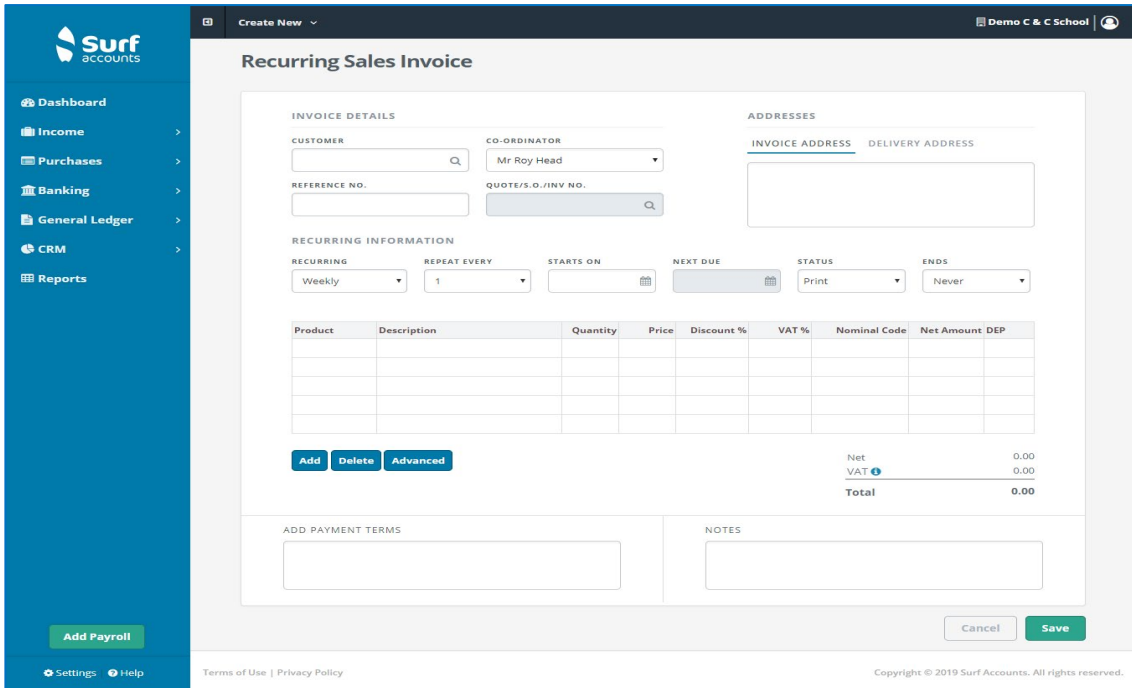 Surf
accounts
Dashboard
Income
Purchases
Banking
General Ledger
CRM
Reports
Add Payroll
Settings Help
Create New
Demo C & C School
Recurring Sales Invoice
INVOICE DETAILS
CUSTOMER CO-ORDINATOR
Mr Roy Head
REFERENCE NO. QUOTE/S.O./INV NO.
ADDRESSES
INVOICE ADDRESS DELIVERY ADDRESS
RECURRING INFORMATION
RECURRING REPEAT EVERY STARTS ON NEXT DUE STATUS ENDS
Weekly 1 Print Never
Product Description Quantity Price Discount % VAT % Nominal Code Net Amount DEP
Add Delete Advanced
Net 0.00
VAT 0.00
Total 0.00
ADD PAYMENT TERMS
NOTES
Cancel Save
Terms of Use | Privacy Policy
Copyright © 2019 Surf Accounts. All rights reserved.